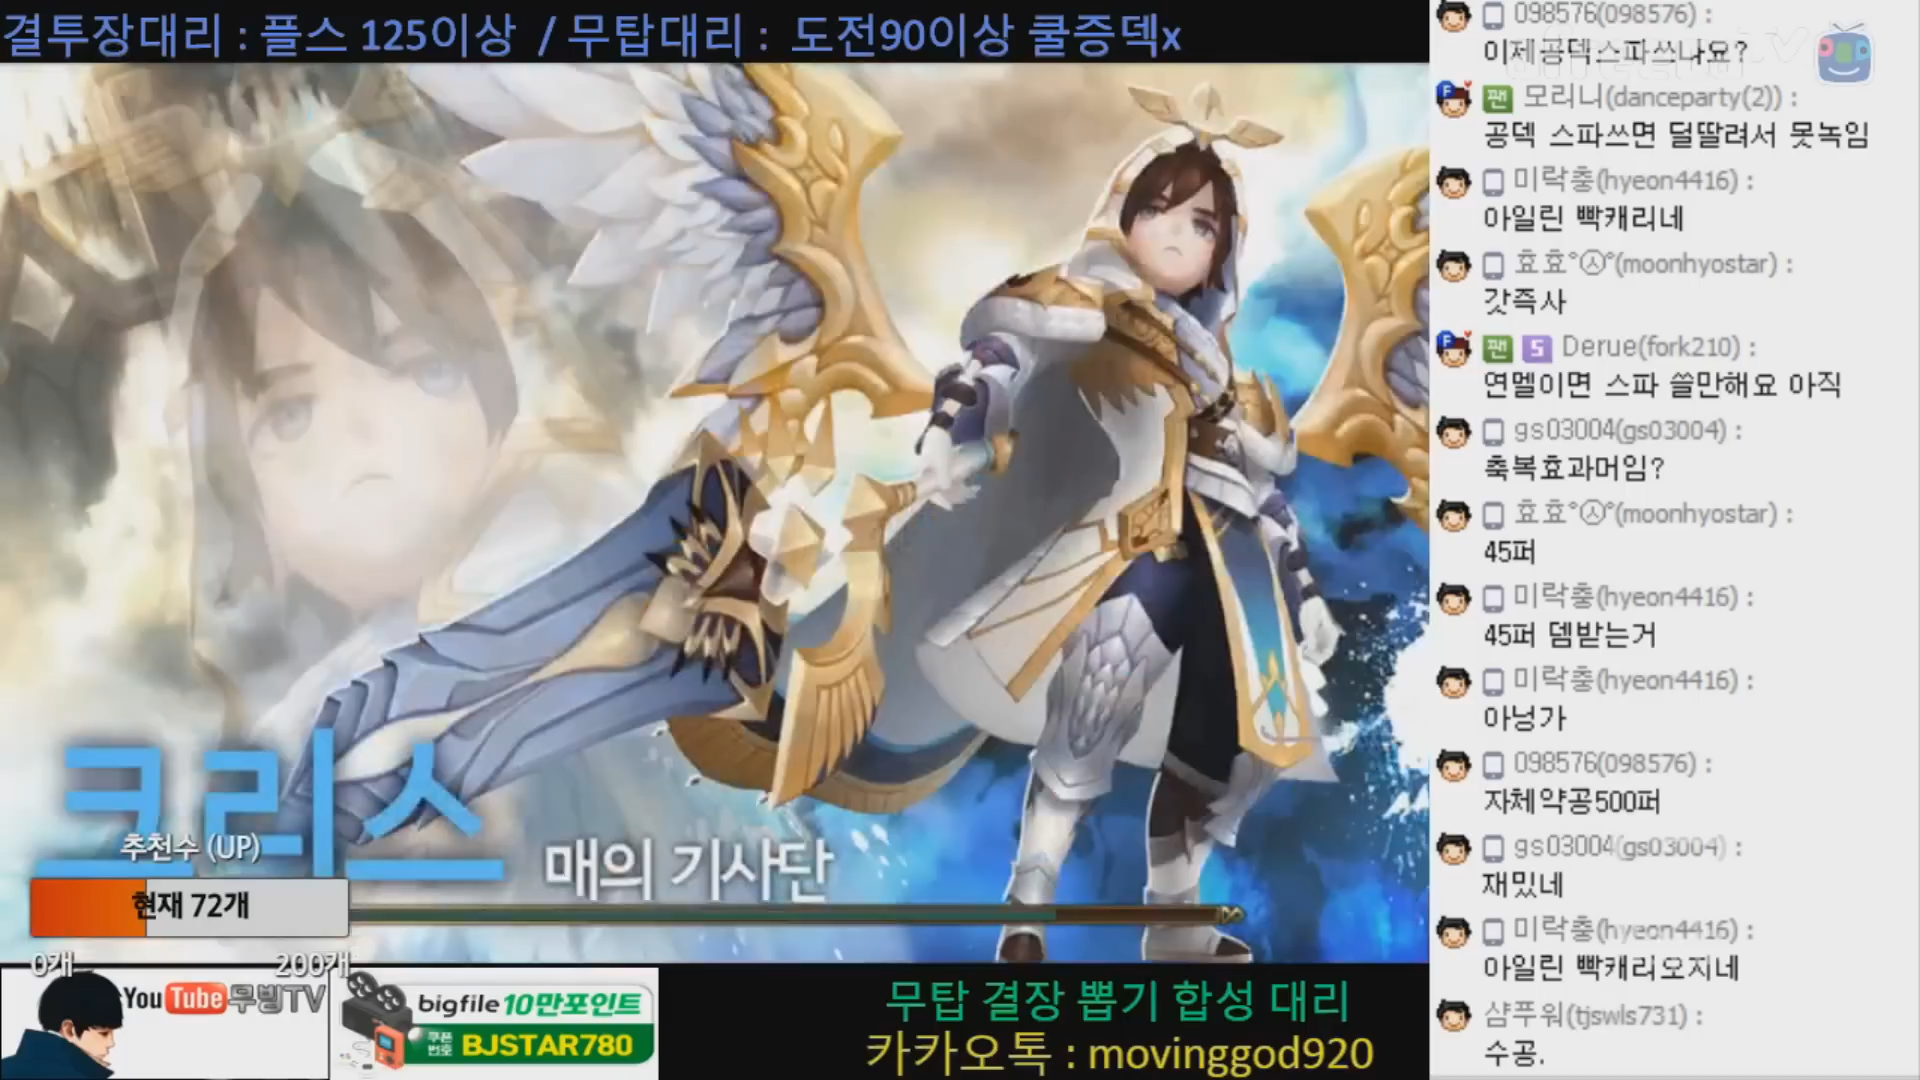 결투장대리 : 플스 125이상 / 무탑대리 : 도전90이상 쿨증덱x
크리스
매의 기사단
추천수 (UP)
현재 72개
0개
200개
You Tube 무빙TV
bigfile 10만포인트
쿠폰번호 BJSTAR780
무탑 결장 뽑기 합성 대리
카카오톡 : movinggod920
098576(098576) :
이제공덱스파쓰나요?
팬 모리니(danceparty(2)) :
공덱 스파쓰면 덜딸려서 못녹임
미락충(hyeon4416) :
아일린 빡캐리네
효효°㉦°(moonhyostar) :
갓즉사
팬 S Derue(fork210) :
연멜이면 스파 쓸만해요 아직
gs03004(gs03004) :
축복효과머임?
효효°㉦°(moonhyostar) :
45퍼
미락충(hyeon4416) :
45퍼 뎀받는거
미락충(hyeon4416) :
아넝가
098576(098576) :
자체약공500퍼
gs03004(gs03004) :
재밌네
미락충(hyeon4416) :
아일린 빡캐리오지네
샴푸워(tjswls731) :
수공.